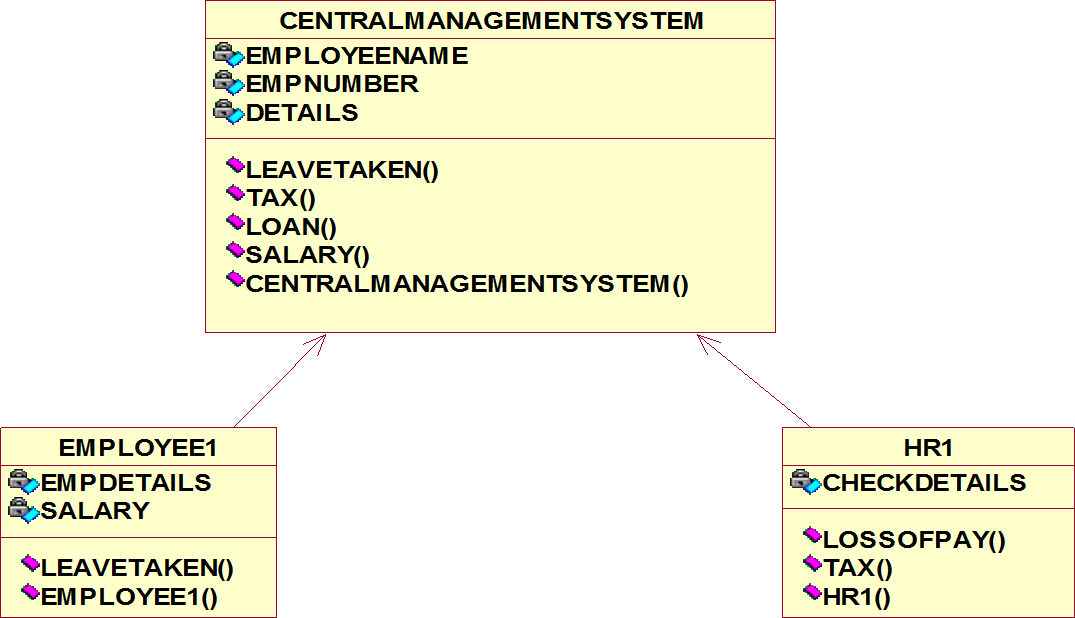 CENTRALMANAGEMENTSYSTEM
EMPLOYEENAME
EMPNUMBER
DETAILS
LEAVETAKEN()
TAX()
LOAN()
SALARY()
CENTRALMANAGEMENTSYSTEM()
EMPLOYEE1
EMPDETAILS
SALARY
LEAVETAKEN()
EMPLOYEE1()
HR1
CHECKDETAILS
LOSSOFPAY()
TAX()
HR1()